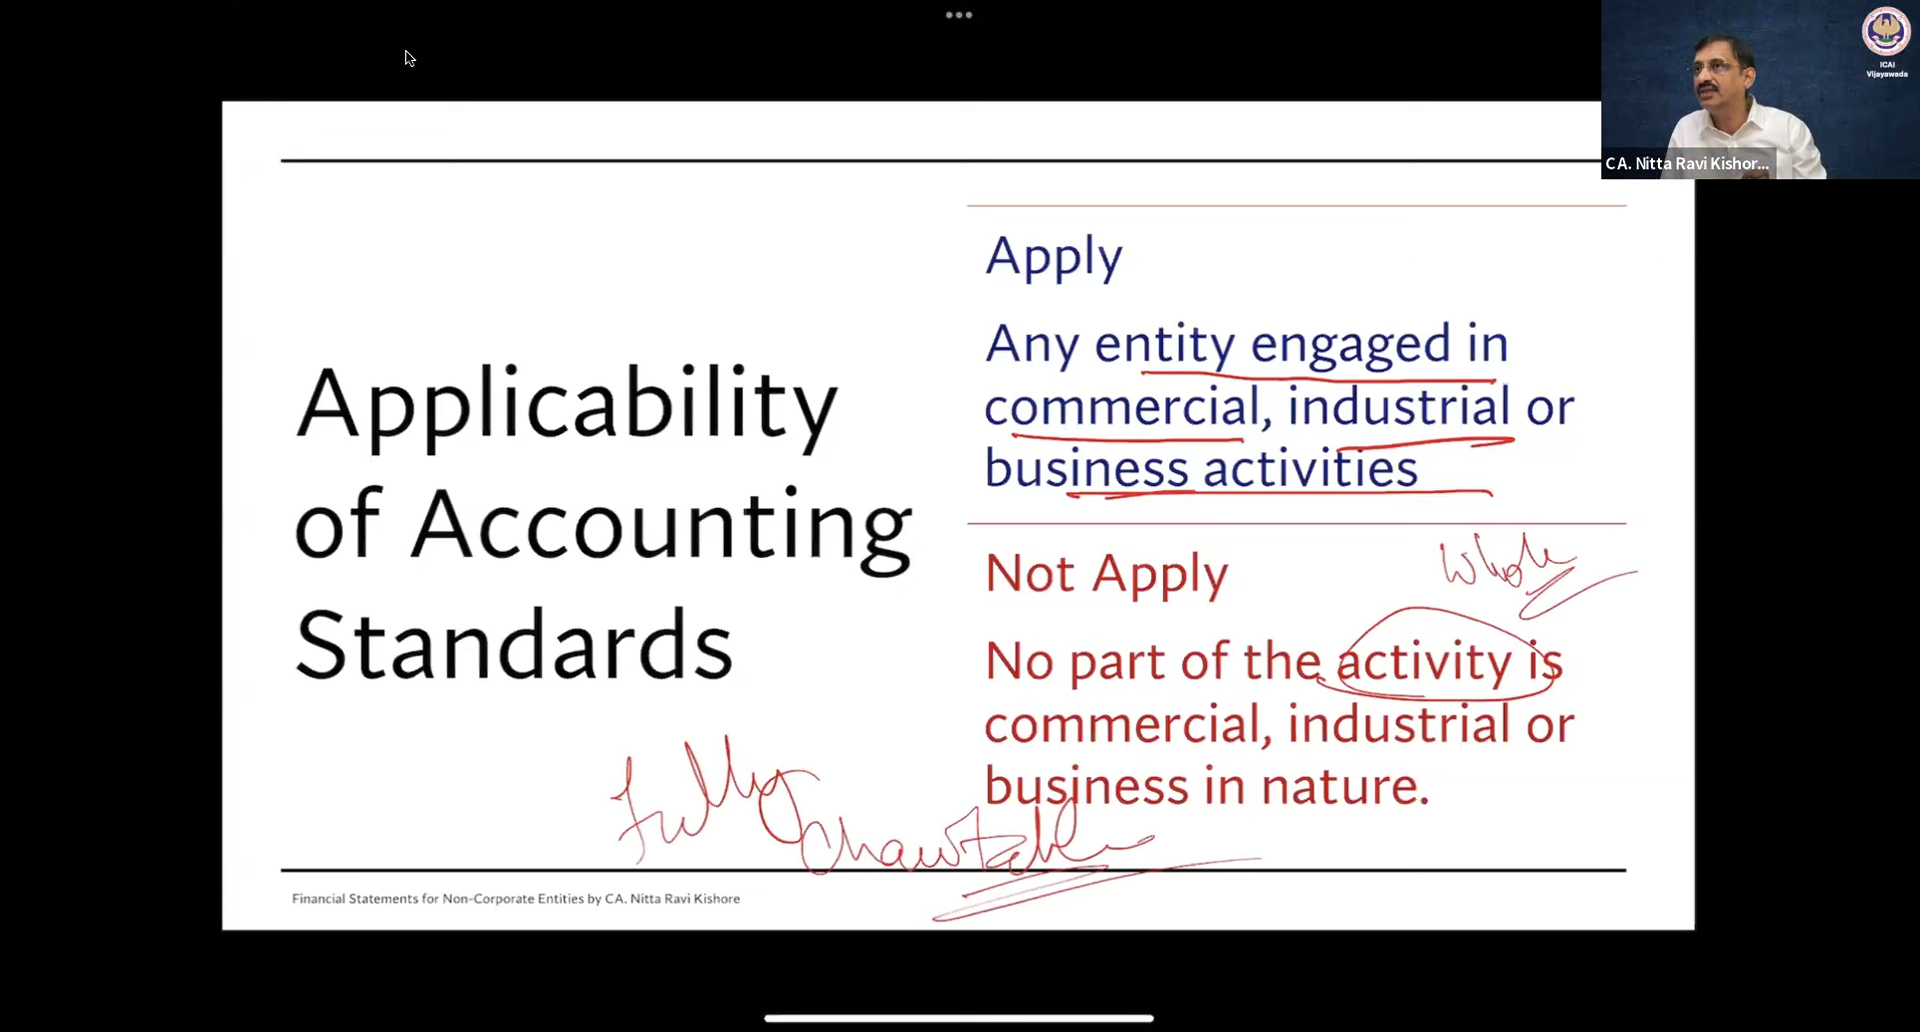 ICAI
Vijayawada
CA. Nitta Ravi Kishor...
Applicability
of Accounting
Standards
Apply
Any entity engaged in
commercial, industrial or
business activities
Not Apply
Whole
No part of the activity is
commercial, industrial or
business in nature.
Fully
Charitable
Financial Statements for Non-Corporate Entities by CA. Nitta Ravi Kishore